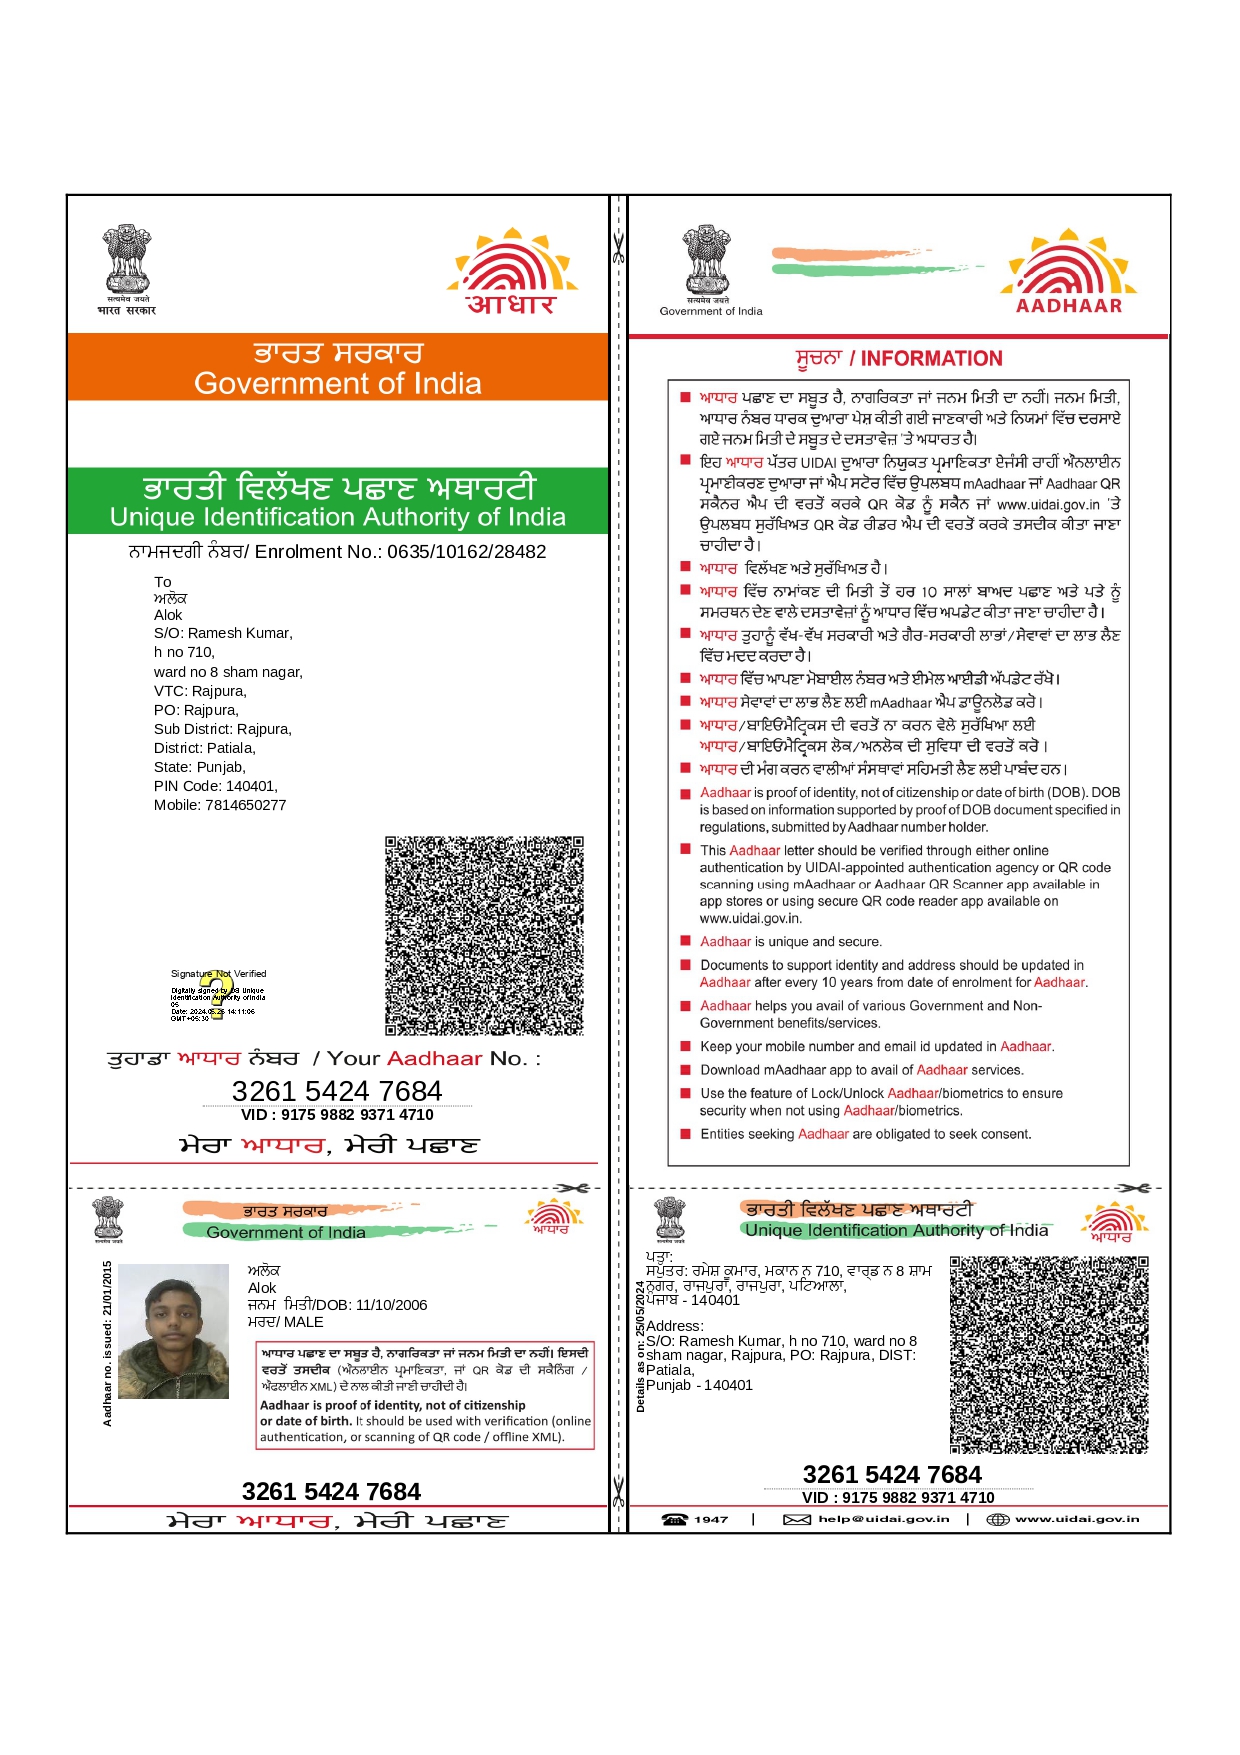 सत्यमेव जयते
भारत सरकार
आधार
ਭਾਰਤ ਸਰਕਾਰ
Government of India
ਭਾਰਤੀ ਵਿਲੱਖਣ ਪਛਾਣ ਅਥਾਰਟੀ
Unique Identification Authority of India
ਨਾਮਜਦਗੀ ਨੰਬਰ/ Enrolment No.: 0635/10162/28482
To
ਅਲੋਕ
Alok
S/O: Ramesh Kumar,
h no 710,
ward no 8 sham nagar,
VTC: Rajpura,
PO: Rajpura,
Sub District: Rajpura,
District: Patiala,
State: Punjab,
PIN Code: 140401,
Mobile: 7814650277
Signature Not Verified
Digitally signed by DS Unique
Identification Authority of India
05
Date: 2024.05.26 14:11:06
GMT+05:30
ਤੁਹਾਡਾ ਆਧਾਰ ਨੰਬਰ / Your Aadhaar No. :
3261 5424 7684
VID : 9175 9882 9371 4710
ਮੇਰਾ ਆਧਾਰ, ਮੇਰੀ ਪਛਾਣ
ਭਾਰਤ ਸਰਕਾਰ
Government of India
ਆਧਾਰ
Aadhaar no. issued: 21/01/2015
ਅਲੋਕ
Alok
ਜਨਮ ਮਿਤੀ/DOB: 11/10/2006
ਮਰਦ/ MALE
ਆਧਾਰ ਪਛਾਣ ਦਾ ਸਬੂਤ ਹੈ, ਨਾਗਰਿਕਤਾ ਜਾਂ ਜਨਮ ਮਿਤੀ ਦਾ ਨਹੀਂ। ਇਸਦੀ
ਵਰਤੋਂ ਤਸਦੀਕ (ਔਨਲਾਈਨ ਪ੍ਰਮਾਣਿਕਤਾ, ਜਾਂ QR ਕੋਡ ਦੀ ਸਕੈਨਿੰਗ /
ਔਫਲਾਈਨ XML) ਦੇ ਨਾਲ ਕੀਤੀ ਜਾਣੀ ਚਾਹੀਦੀ ਹੈ।
Aadhaar is proof of identity, not of citizenship
or date of birth. It should be used with verification (online
authentication, or scanning of QR code / offline XML).
3261 5424 7684
ਮੇਰਾ ਆਧਾਰ, ਮੇਰੀ ਪਛਾਣ
सत्यमेव जयते
Government of India
AADHAAR
ਸੂਚਨਾ / INFORMATION
ਆਧਾਰ ਪਛਾਣ ਦਾ ਸਬੂਤ ਹੈ, ਨਾਗਰਿਕਤਾ ਜਾਂ ਜਨਮ ਮਿਤੀ ਦਾ ਨਹੀਂ। ਜਨਮ ਮਿਤੀ,
ਆਧਾਰ ਨੰਬਰ ਧਾਰਕ ਦੁਆਰਾ ਪੇਸ਼ ਕੀਤੀ ਗਈ ਜਾਣਕਾਰੀ ਅਤੇ ਨਿਯਮਾਂ ਵਿੱਚ ਦਰਸਾਏ
ਗਏ ਜਨਮ ਮਿਤੀ ਦੇ ਸਬੂਤ ਦੇ ਦਸਤਾਵੇਜ਼ 'ਤੇ ਅਧਾਰਤ ਹੈ।
ਇਹ ਆਧਾਰ ਪੱਤਰ UIDAI ਦੁਆਰਾ ਨਿਯੁਕਤ ਪ੍ਰਮਾਣਿਕਤਾ ਏਜੰਸੀ ਰਾਹੀਂ ਔਨਲਾਈਨ
ਪ੍ਰਮਾਣੀਕਰਣ ਦੁਆਰਾ ਜਾਂ ਐਪ ਸਟੋਰ ਵਿੱਚ ਉਪਲਬਧ mAadhaar ਜਾਂ Aadhaar QR
ਸਕੈਨਰ ਐਪ ਦੀ ਵਰਤੋਂ ਕਰਕੇ QR ਕੋਡ ਨੂੰ ਸਕੈਨ ਜਾਂ www.uidai.gov.in 'ਤੇ
ਉਪਲਬਧ ਸੁਰੱਖਿਅਤ QR ਕੋਡ ਰੀਡਰ ਐਪ ਦੀ ਵਰਤੋਂ ਕਰਕੇ ਤਸਦੀਕ ਕੀਤਾ ਜਾਣਾ
ਚਾਹੀਦਾ ਹੈ।
ਆਧਾਰ ਵਿਲੱਖਣ ਅਤੇ ਸੁਰੱਖਿਅਤ ਹੈ।
ਆਧਾਰ ਵਿੱਚ ਨਾਮਾਂਕਣ ਦੀ ਮਿਤੀ ਤੋਂ ਹਰ 10 ਸਾਲਾਂ ਬਾਅਦ ਪਛਾਣ ਅਤੇ ਪਤੇ ਨੂੰ
ਸਮਰਥਨ ਦੇਣ ਵਾਲੇ ਦਸਤਾਵੇਜ਼ਾਂ ਨੂੰ ਆਧਾਰ ਵਿੱਚ ਅਪਡੇਟ ਕੀਤਾ ਜਾਣਾ ਚਾਹੀਦਾ ਹੈ।
ਆਧਾਰ ਤੁਹਾਨੂੰ ਵੱਖ-ਵੱਖ ਸਰਕਾਰੀ ਅਤੇ ਗੈਰ-ਸਰਕਾਰੀ ਲਾਭਾਂ/ਸੇਵਾਵਾਂ ਦਾ ਲਾਭ ਲੈਣ
ਵਿੱਚ ਮਦਦ ਕਰਦਾ ਹੈ।
ਆਧਾਰ ਵਿੱਚ ਆਪਣਾ ਮੋਬਾਈਲ ਨੰਬਰ ਅਤੇ ਈਮੇਲ ਆਈਡੀ ਅੱਪਡੇਟ ਰੱਖੋ।
ਆਧਾਰ ਸੇਵਾਵਾਂ ਦਾ ਲਾਭ ਲੈਣ ਲਈ mAadhaar ਐਪ ਡਾਊਨਲੋਡ ਕਰੋ।
ਆਧਾਰ/ਬਾਇਓਮੈਟ੍ਰਿਕਸ ਦੀ ਵਰਤੋਂ ਨਾ ਕਰਨ ਵੇਲੇ ਸੁਰੱਖਿਆ ਲਈ
ਆਧਾਰ/ਬਾਇਓਮੈਟ੍ਰਿਕਸ ਲੋਕ/ਅਨਲੋਕ ਦੀ ਸੁਵਿਧਾ ਦੀ ਵਰਤੋਂ ਕਰੋ।
ਆਧਾਰ ਦੀ ਮੰਗ ਕਰਨ ਵਾਲੀਆਂ ਸੰਸਥਾਵਾਂ ਸਹਿਮਤੀ ਲੈਣ ਲਈ ਪਾਬੰਦ ਹਨ।
Aadhaar is proof of identity, not of citizenship or date of birth (DOB). DOB
is based on information supported by proof of DOB document specified in
regulations, submitted by Aadhaar number holder.
This Aadhaar letter should be verified through either online
authentication by UIDAI-appointed authentication agency or QR code
scanning using mAadhaar or Aadhaar QR Scanner app available in
app stores or using secure QR code reader app available on
www.uidai.gov.in.
Aadhaar is unique and secure.
Documents to support identity and address should be updated in
Aadhaar after every 10 years from date of enrolment for Aadhaar.
Aadhaar helps you avail of various Government and Non-
Government benefits/services.
Keep your mobile number and email id updated in Aadhaar.
Download mAadhaar app to avail of Aadhaar services.
Use the feature of Lock/Unlock Aadhaar/biometrics to ensure
security when not using Aadhaar/biometrics.
Entities seeking Aadhaar are obligated to seek consent.
ਭਾਰਤੀ ਵਿਲੱਖਣ ਪਛਾਣ ਅਥਾਰਟੀ
Unique Identification Authority of India
ਆਧਾਰ
Details as on: 25/05/2024
ਪਤਾ:
ਸਪੁੱਤਰ: ਰਮੇਸ਼ ਕੂਮਾਰ, ਮਕਾਨ ਨ 710, ਵਾਰ੍ਡ ਨ 8 ਸ਼ਾਮ
ਨਗਰ, ਰਾਜਪੁਰਾ, ਰਾਜਪੁਰਾ, ਪਟਿਆਲਾ,
ਪੰਜਾਬ - 140401
Address:
S/O: Ramesh Kumar, h no 710, ward no 8
sham nagar, Rajpura, PO: Rajpura, DIST:
Patiala,
Punjab - 140401
3261 5424 7684
VID : 9175 9882 9371 4710
1947 | help@uidai.gov.in | www.uidai.gov.in